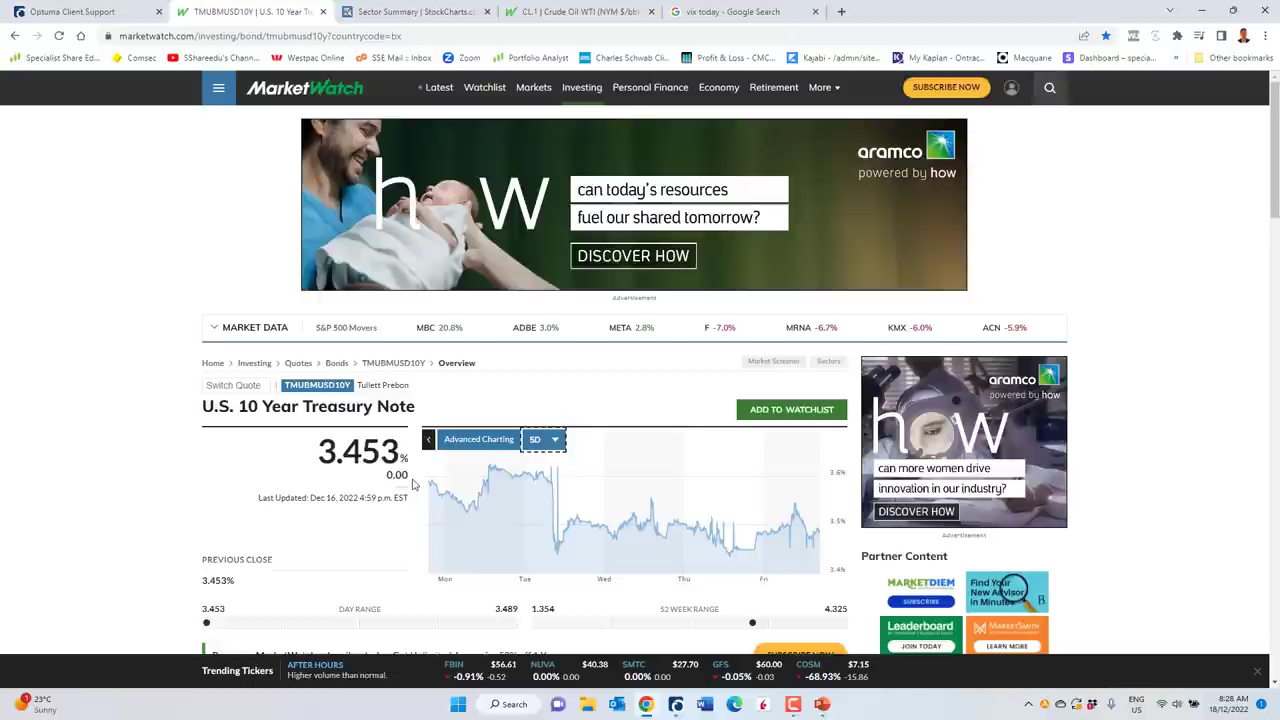 Optuma Client Support
TMUBMUSD10Y | U.S. 10 Year Tre
Sector Summary | StockCharts.c
CL1 | Crude Oil-WTI (NYM $/bb
vix today - Google Search
marketwatch.com/investing/bond/tmubmusd10y?countrycode=bx
Specialist Share Ed...
Comsec
SShareedu's - You...
Westpac Online
SSE Mail :: Inbox
Zoom
Portfolio Analyst
Charles Schwab Cli...
Profit & Loss - CMC...
Kajabi - /admin/site...
My Kaplan - Ontrac...
Macquarie
Dashboard – specia...
Other bookmarks
MarketWatch
Latest
Watchlist
Markets
Investing
Personal Finance
Economy
Retirement
More
SUBSCRIBE NOW
aramco
powered by how
how
can today's resources
fuel our shared tomorrow?
DISCOVER HOW
Advertisement
MARKET DATA
S&P 500 Movers
MBC 20.8%
ADBE 3.0%
META 2.8%
F -7.0%
MRNA -6.7%
KMX -6.0%
ACN -5.9%
Home > Investing > Quotes > Bonds > TMUBMUSD10Y > Overview
Market Screener
Sectors
Switch Quote
TMUBMUSD10Y
Tullett Prebon
U.S. 10 Year Treasury Note
ADD TO WATCHLIST
3.453%
0.00
Last Updated: Dec 16, 2022 4:59 p.m. EST
Advanced Charting
5D
3.6%
3.5%
3.4%
Mon
Tue
Wed
Thu
Fri
PREVIOUS CLOSE
3.453%
3.453
DAY RANGE
3.489
1.354
52 WEEK RANGE
4.325
aramco
powered by how
how
can more women drive
innovation in our industry?
DISCOVER HOW
Advertisement
Partner Content
MARKETDIEM
SUBSCRIBE
Find Your
New Advisor
in Minutes
Leaderboard
JOIN TODAY
MARKETSMITH
LEARN MORE
Trending Tickers
AFTER HOURS
Higher volume than normal.
FBIN $56.61
-0.91% -0.52
NUVA $40.38
0.00% 0.00
SMTC $27.70
0.00% 0.00
GFS $60.00
-0.05% -0.03
COSM $7.15
-68.93% -15.86
23°C
Sunny
Search
ENG
US
8:28 AM
18/12/2022